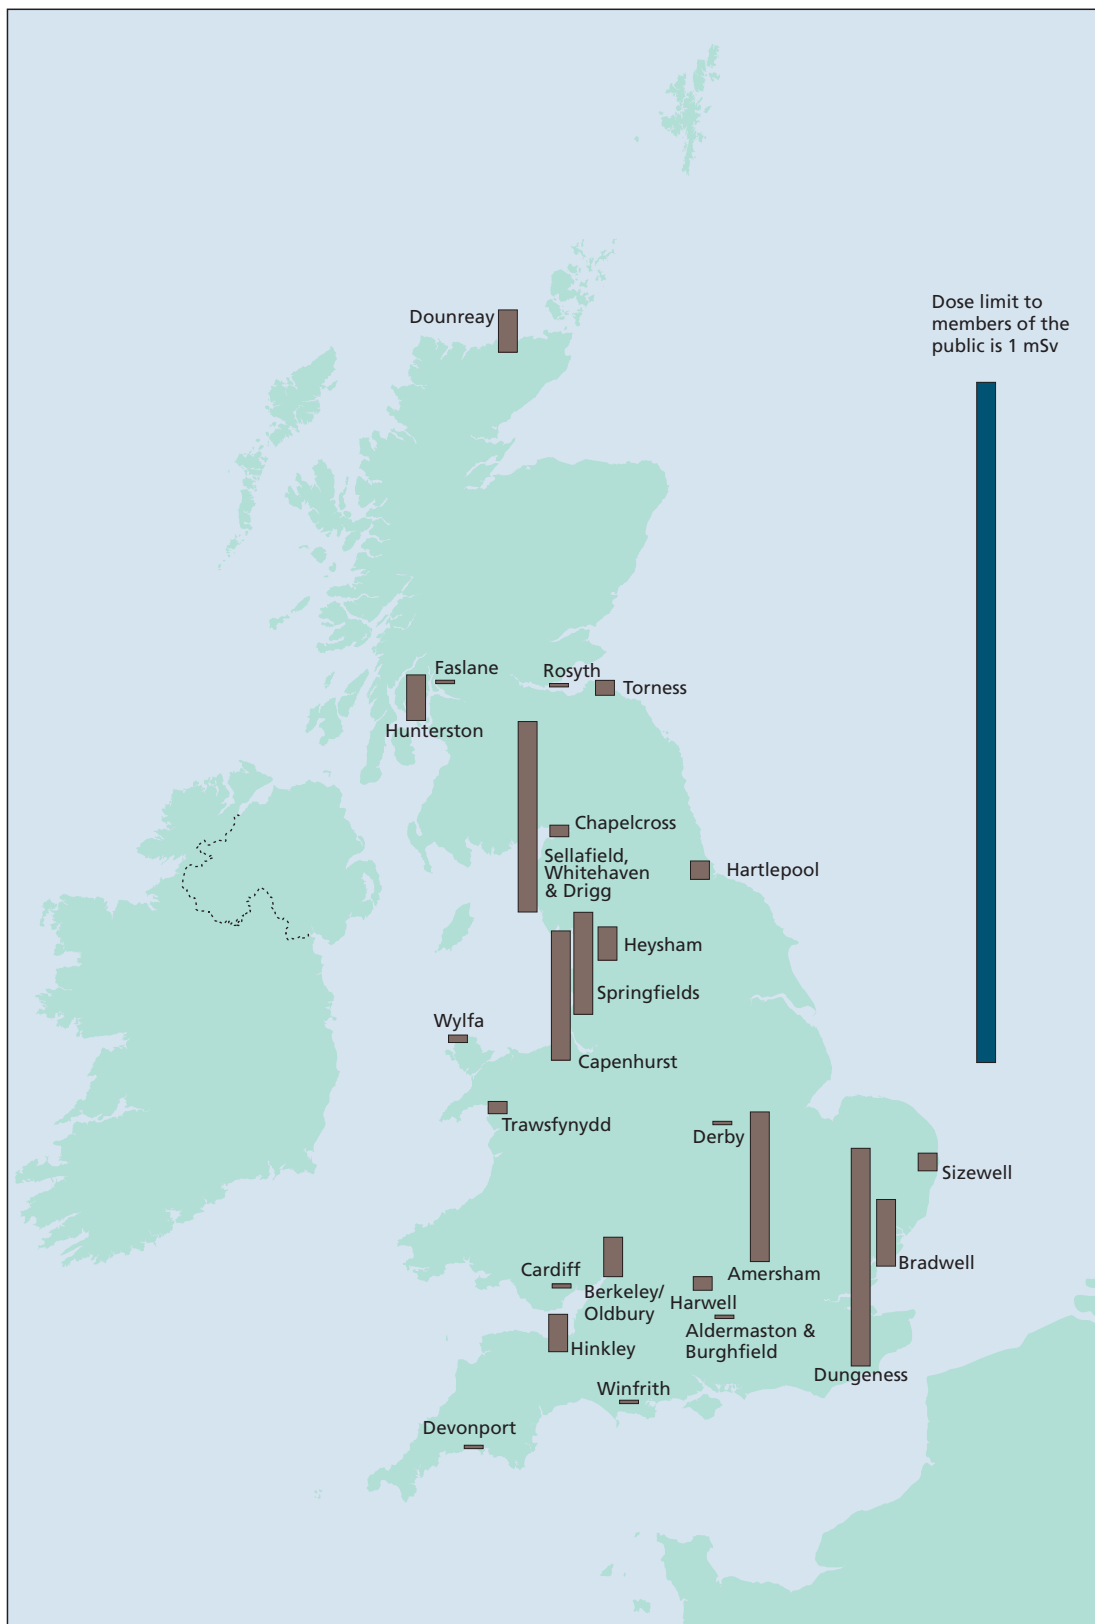 Dose limit to
members of the
public is 1 mSv
Dounreay
Faslane
Rosyth
Torness
Hunterston
Chapelcross
Sellafield,
Whitehaven
& Drigg
Hartlepool
Heysham
Springfields
Wylfa
Capenhurst
Trawsfynydd
Derby
Sizewell
Bradwell
Amersham
Cardiff
Berkeley/
Oldbury
Harwell
Aldermaston &
Burghfield
Hinkley
Dungeness
Winfrith
Devonport